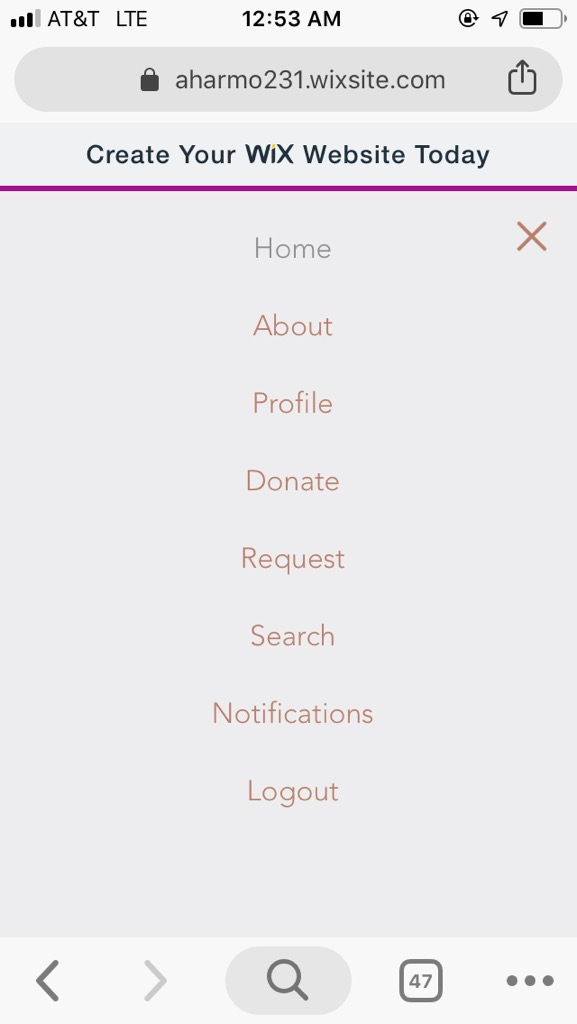 AT&T LTE 12:53 AM
aharmo231.wixsite.com
Create Your WiX Website Today
Home
About
Profile
Donate
Request
Search
Notifications
Logout
47